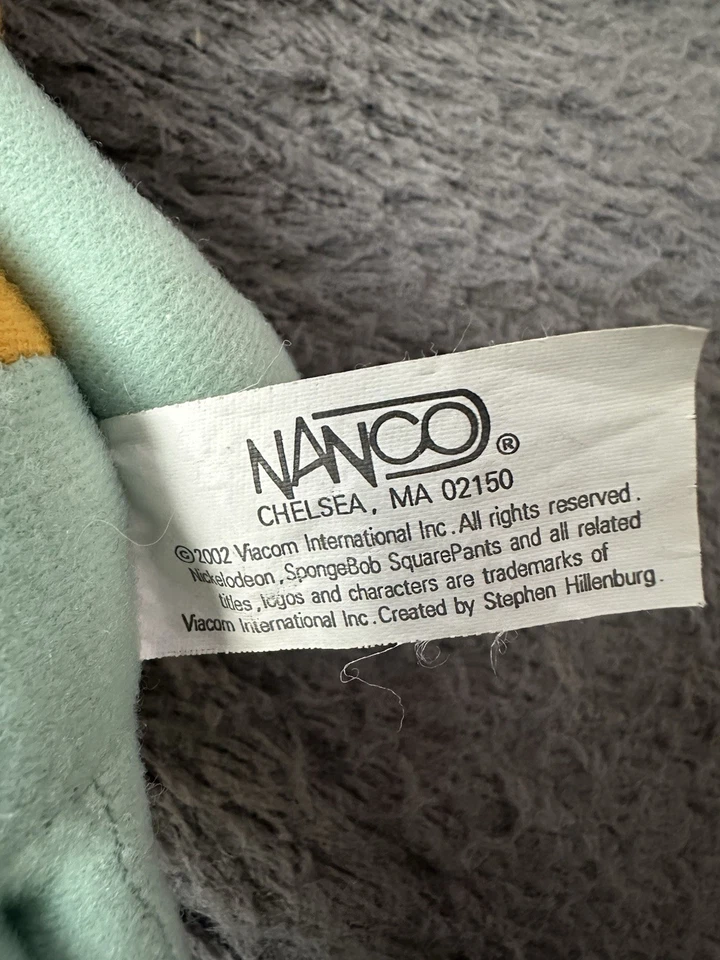 NANCO®
CHELSEA, MA 02150
©2002 Viacom International Inc. All rights reserved.
Nickelodeon, SpongeBob SquarePants and all related
titles, logos and characters are trademarks of
Viacom International Inc. Created by Stephen Hillenburg.